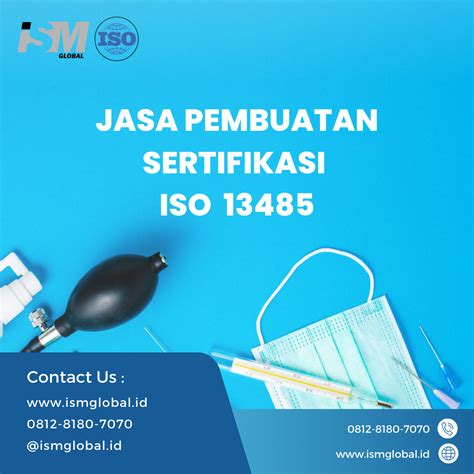 iSM
GLOBAL
ISO
JASA PEMBUATAN
SERTIFIKASI
ISO 13485
Contact Us :
www.ismglobal.id
0812-8180-7070
@ismglobal.id
0812-8180-7070
www.ismglobal.id